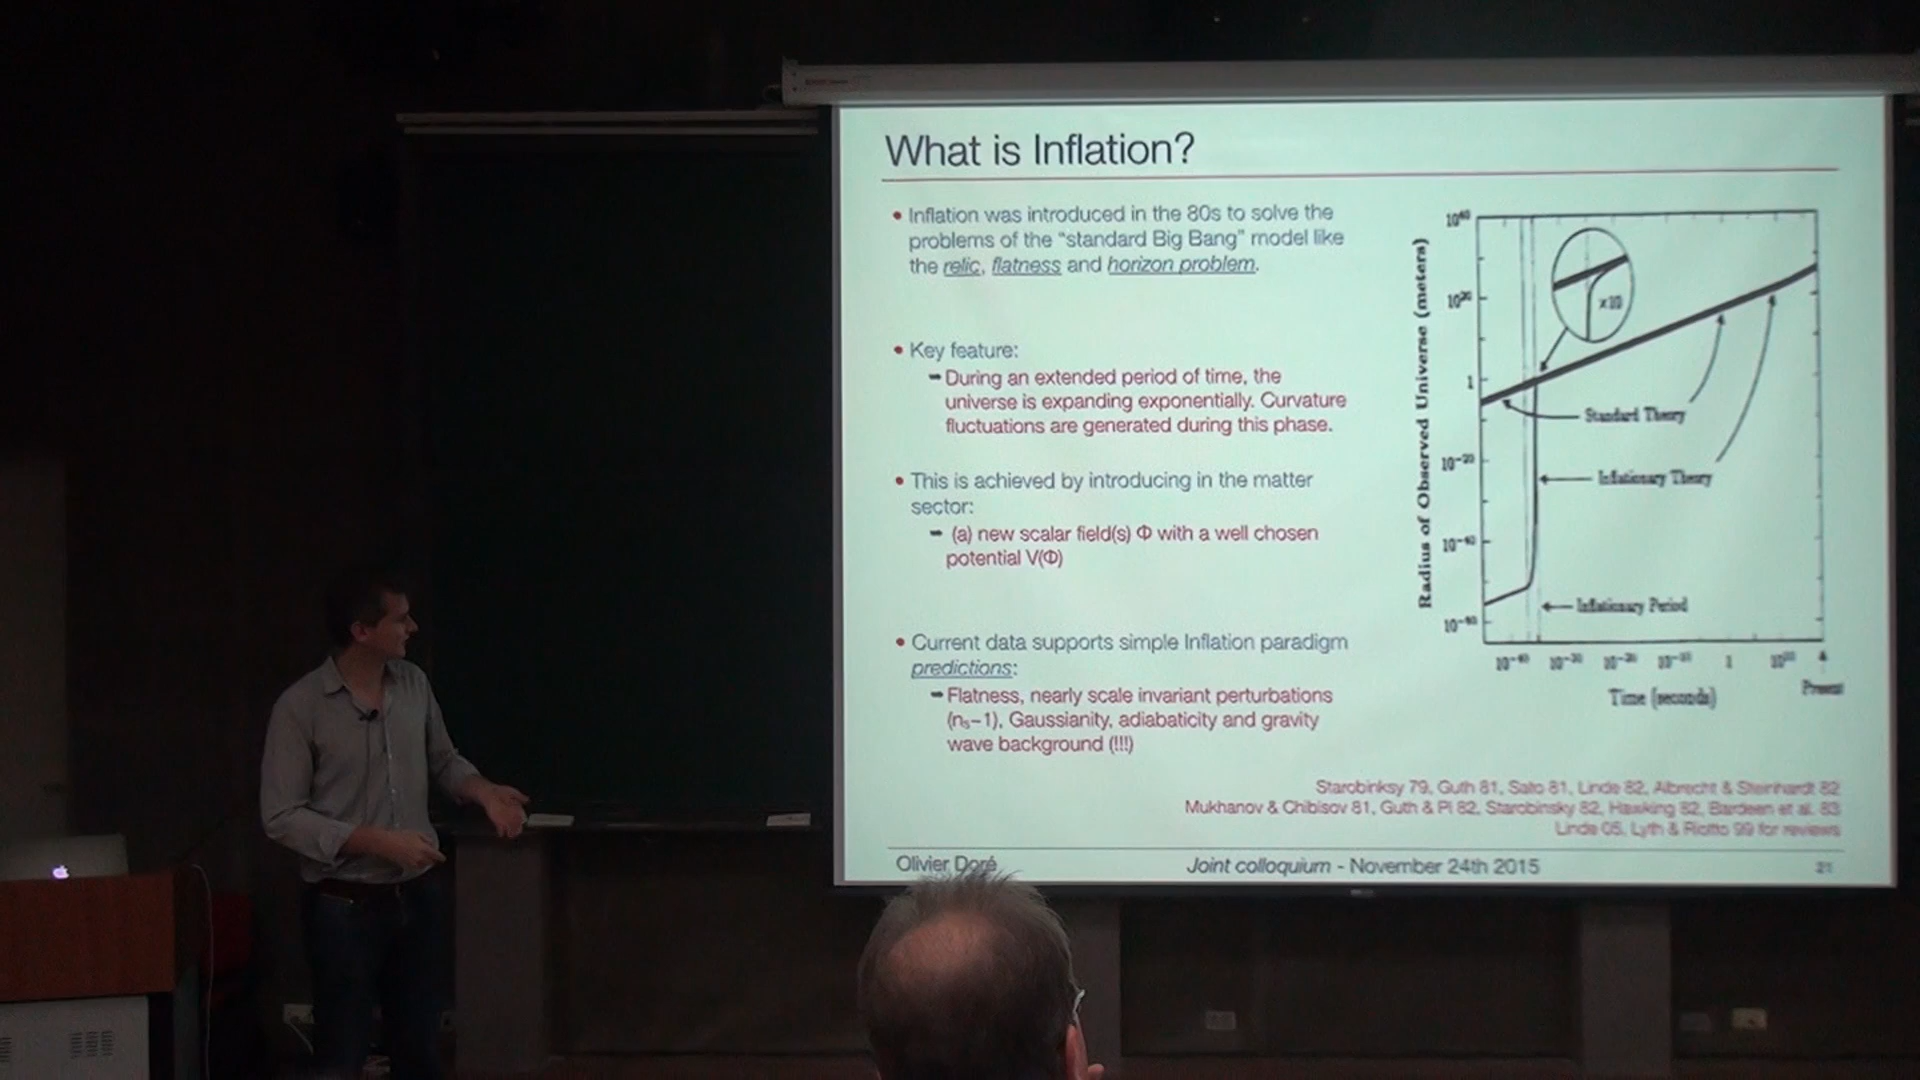 What is Inflation?
• Inflation was introduced in the 80s to solve the
problems of the “standard Big Bang” model like
the relic, flatness and horizon problem.
• Key feature:
➡ During an extended period of time, the
universe is expanding exponentially. Curvature
fluctuations are generated during this phase.
• This is achieved by introducing in the matter
sector:
➡ (a) new scalar field(s) Φ with a well chosen
potential V(Φ)
• Current data supports simple Inflation paradigm
predictions:
➡ Flatness, nearly scale invariant perturbations
(nₛ~1), Gaussianity, adiabaticity and gravity
wave background (!!!)
Radius of Observed Universe (meters)
1
10⁻²⁰
10⁻⁴⁰
x10
Standard Theory
Inflationary Theory
Inflationary Period
1
Time (seconds)
Present
Starobinksy 79, Guth 81, Sato 81, Linde 82, Albrecht & Steinhardt 82
Mukhanov & Chibisov 81, Guth & Pi 82, Starobinsky 82, Hawking 82, Bardeen et al. 83
Linde 05, Lyth & Riotto 99 for reviews
Olivier Doré
Joint colloquium - November 24th 2015
21